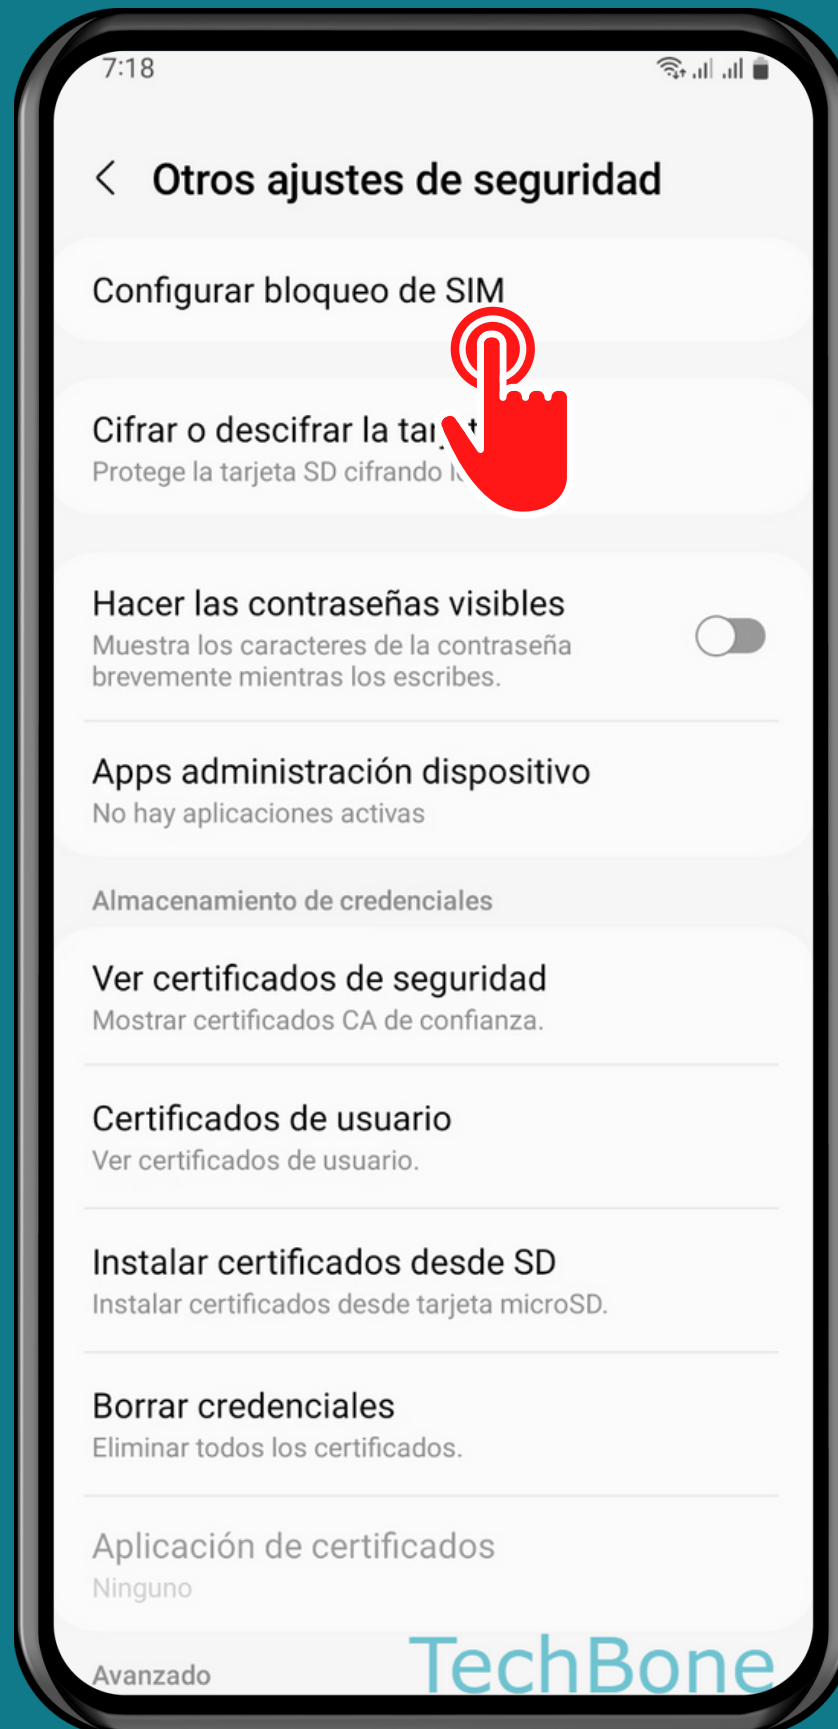 7:18
Otros ajustes de seguridad
Configurar bloqueo de SIM
Cifrar o descifrar la
Protege la tarjeta SD cifrando
Hacer las contraseñas visibles
Muestra los caracteres de la contraseña
brevemente mientras los escribes.
Apps administración dispositivo
No hay aplicaciones activas
Almacenamiento de credenciales
Ver certificados de seguridad
Mostrar certificados CA de confianza.
Certificados de usuario
Ver certificados de usuario.
Instalar certificados desde SD
Instalar certificados desde tarjeta microSD.
Borrar credenciales
Eliminar todos los certificados.
Aplicación de certificados
Ninguno
Avanzado
TechBone